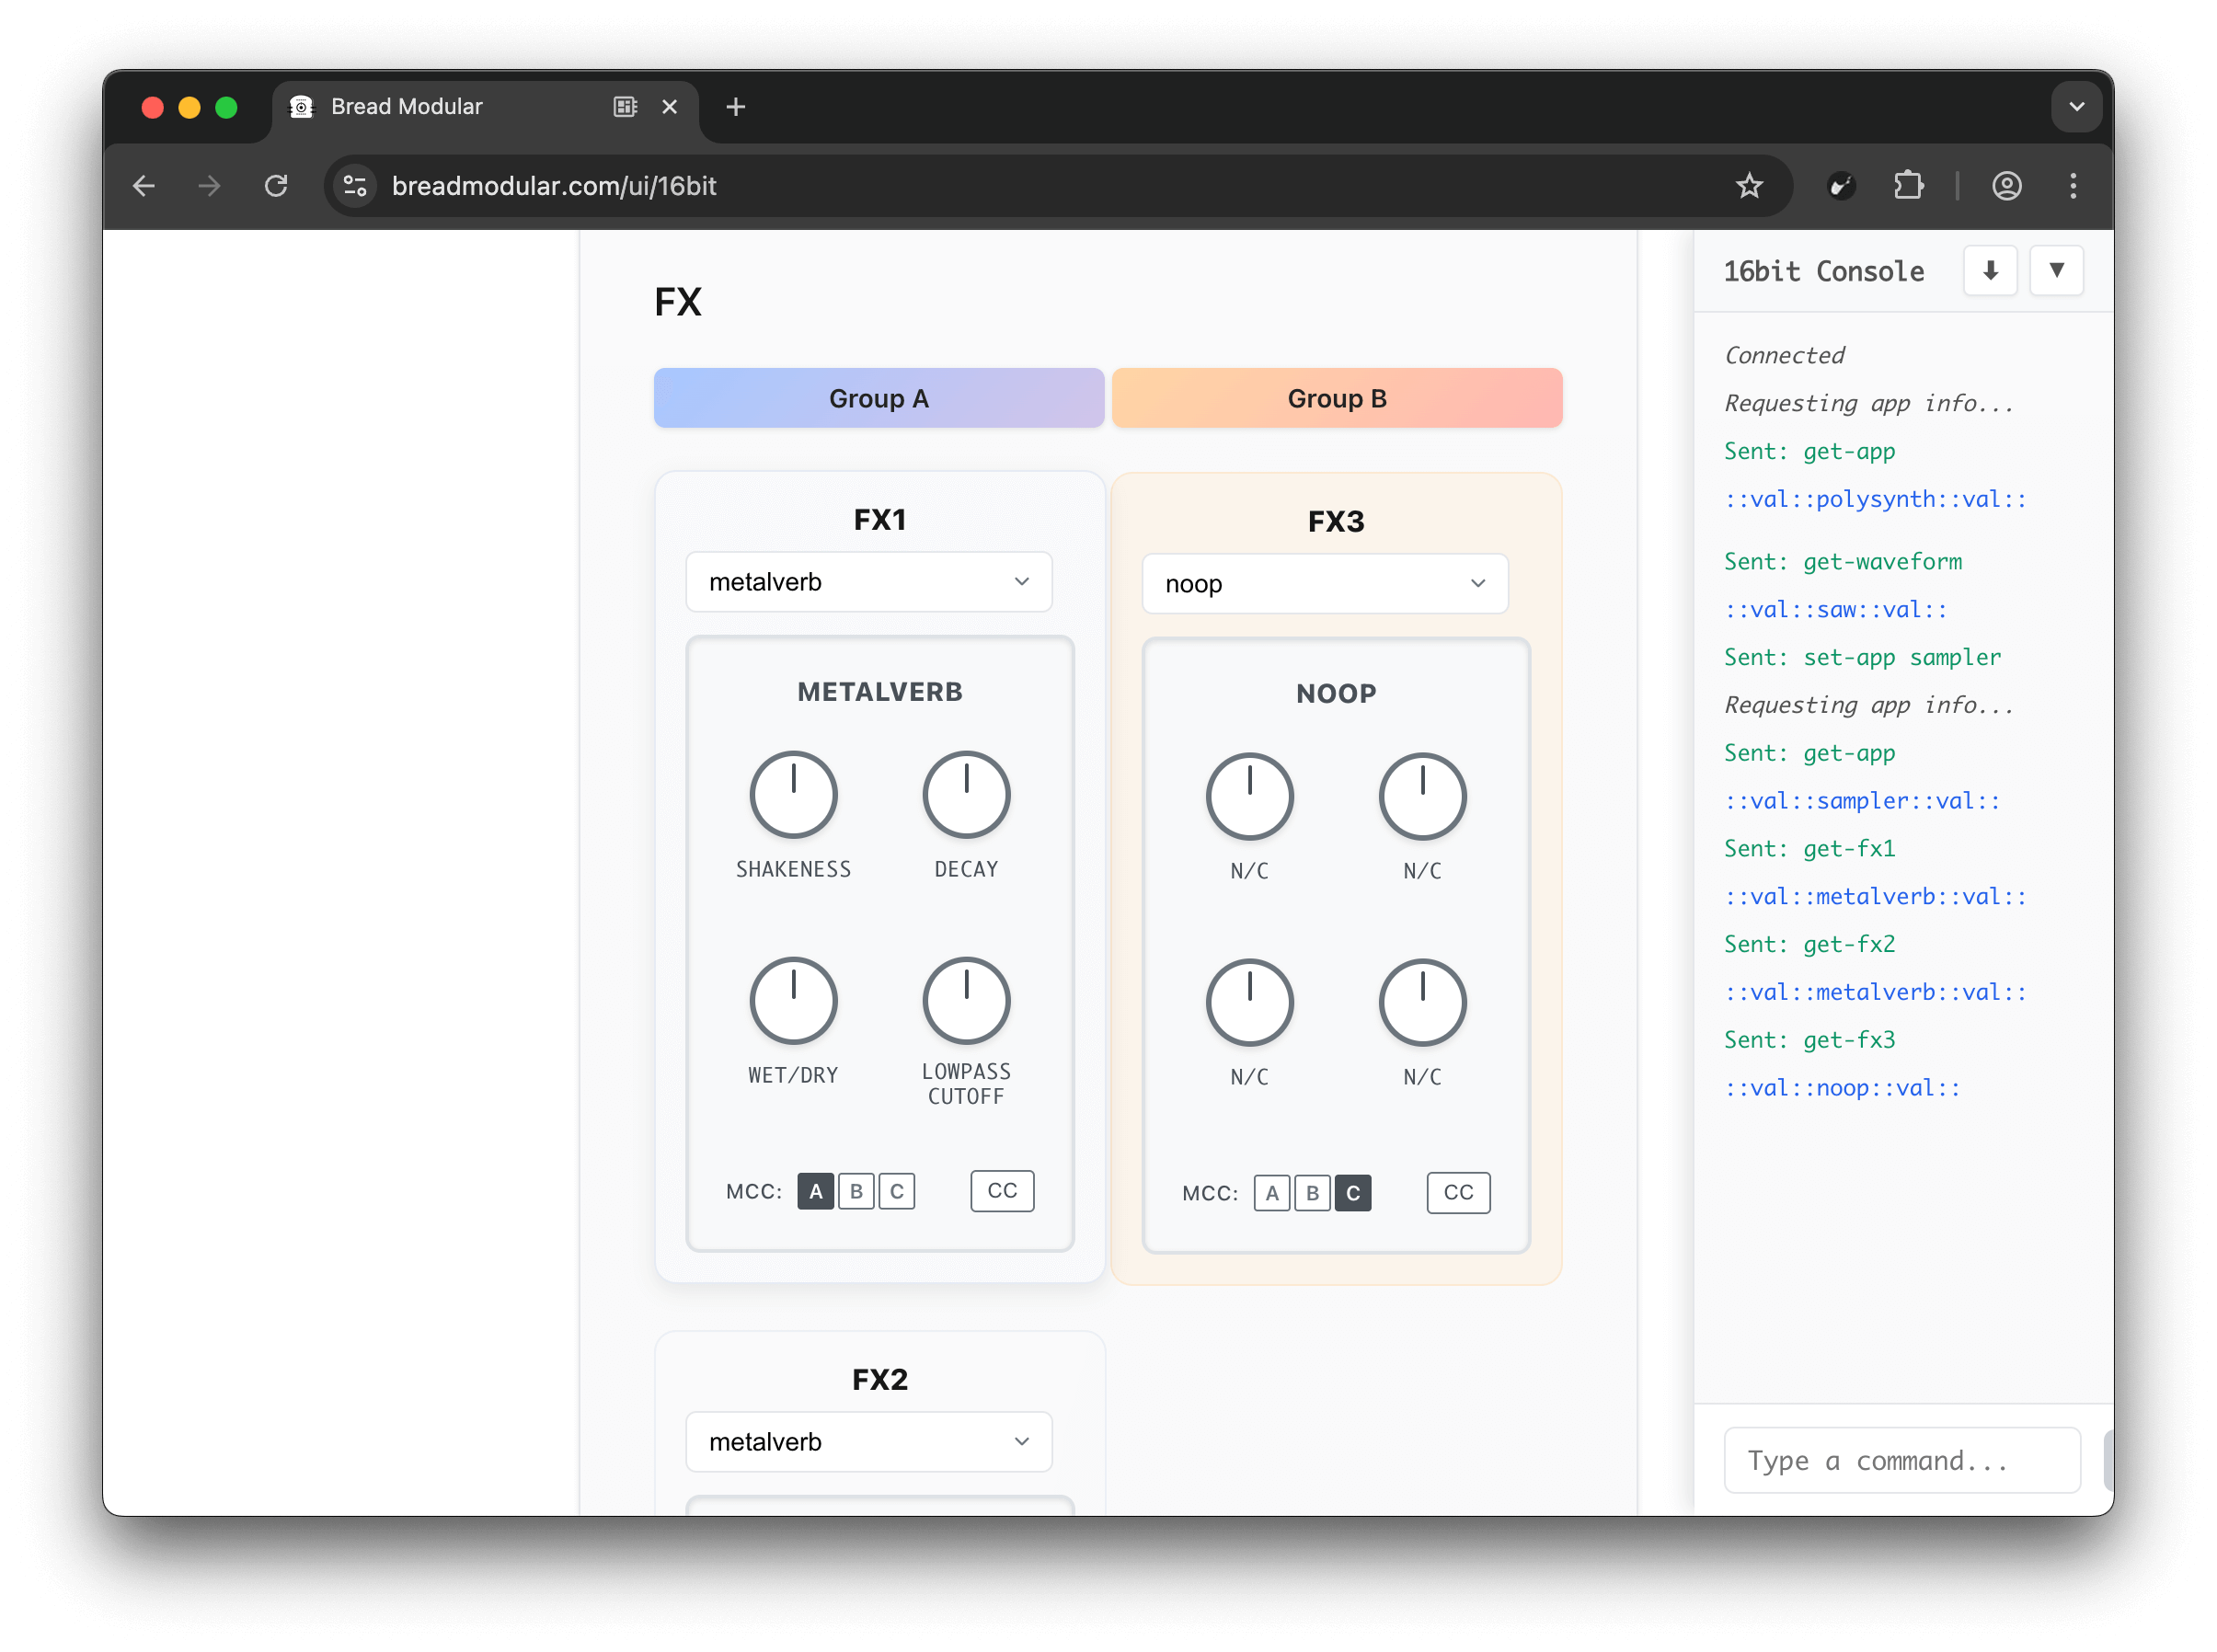 Bread Modular
breadmodular.com/ui/16bit
FX
Group A
Group B
FX1
metalverb
METALVERB
SHAKENESS
DECAY
WET/DRY
LOWPASS
CUTOFF
MCC: A B C CC
FX3
noop
NOOP
N/C
N/C
N/C
N/C
MCC: A B C CC
FX2
metalverb
16bit Console
Connected
Requesting app info...
Sent: get-app
::val::polysynth::val::
Sent: get-waveform
::val::saw::val::
Sent: set-app sampler
Requesting app info...
Sent: get-app
::val::sampler::val::
Sent: get-fx1
::val::metalverb::val::
Sent: get-fx2
::val::metalverb::val::
Sent: get-fx3
::val::noop::val::
Type a command...